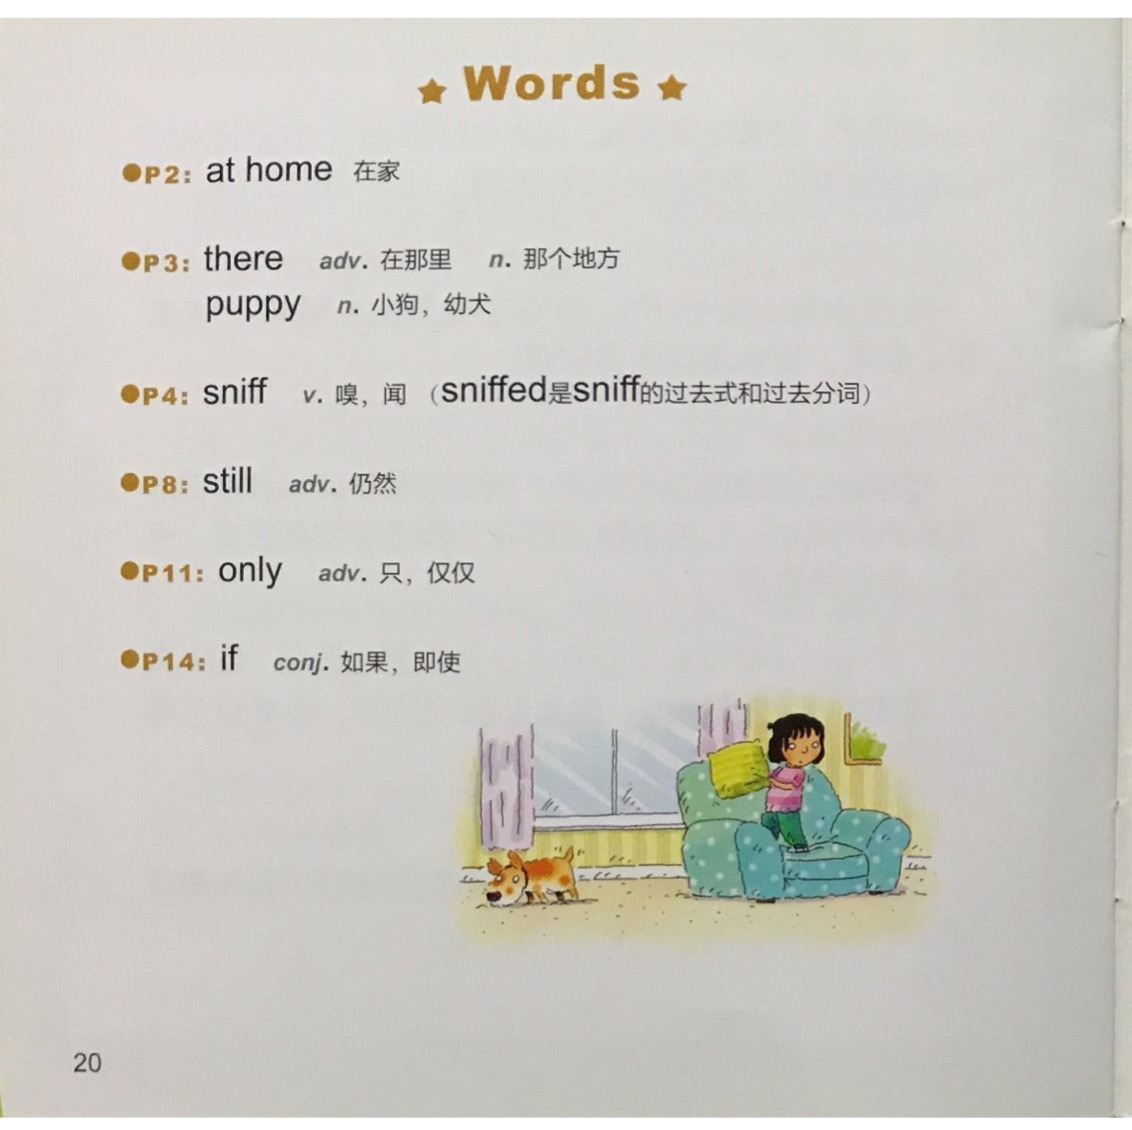 ★ Words ★
●P2: at home 在家
●P3: there adv. 在那里 n. 那个地方
puppy n. 小狗，幼犬
●P4: sniff v. 嗅，闻 （sniffed是sniff的过去式和过去分词）
●P8: still adv. 仍然
●P11: only adv. 只，仅仅
●P14: if conj. 如果，即使
20